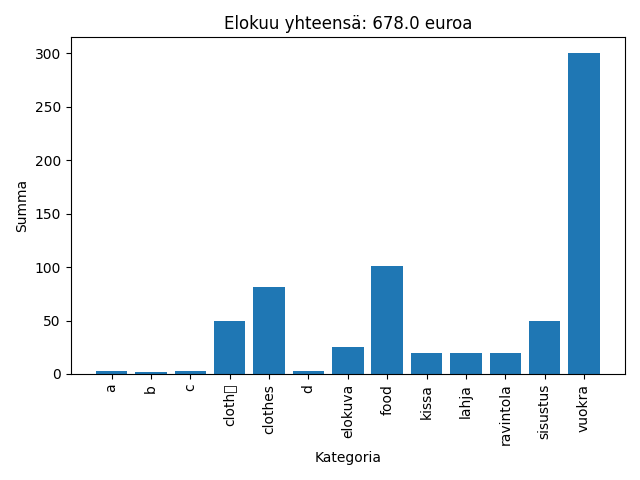 Elokuu yhteensä: 678.0 euroa
300
250
200
150
100
50
0
Summa
a
b
c
cloth▯
clothes
d
elokuva
food
kissa
lahja
ravintola
sisustus
vuokra
Kategoria